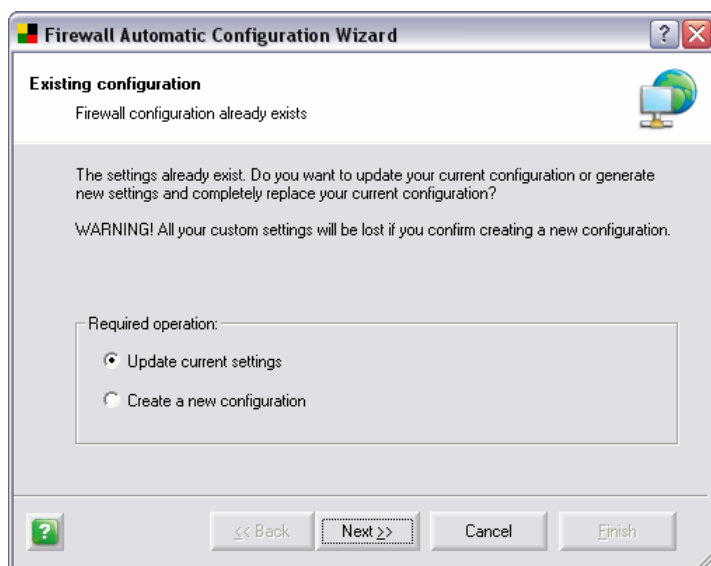 Firewall Automatic Configuration Wizard
?
Existing configuration
Firewall configuration already exists
The settings already exist. Do you want to update your current configuration or generate
new settings and completely replace your current configuration?
WARNING! All your custom settings will be lost if you confirm creating a new configuration.
Required operation:
Update current settings
Create a new configuration
?
<< Back
Next >>
Cancel
Finish